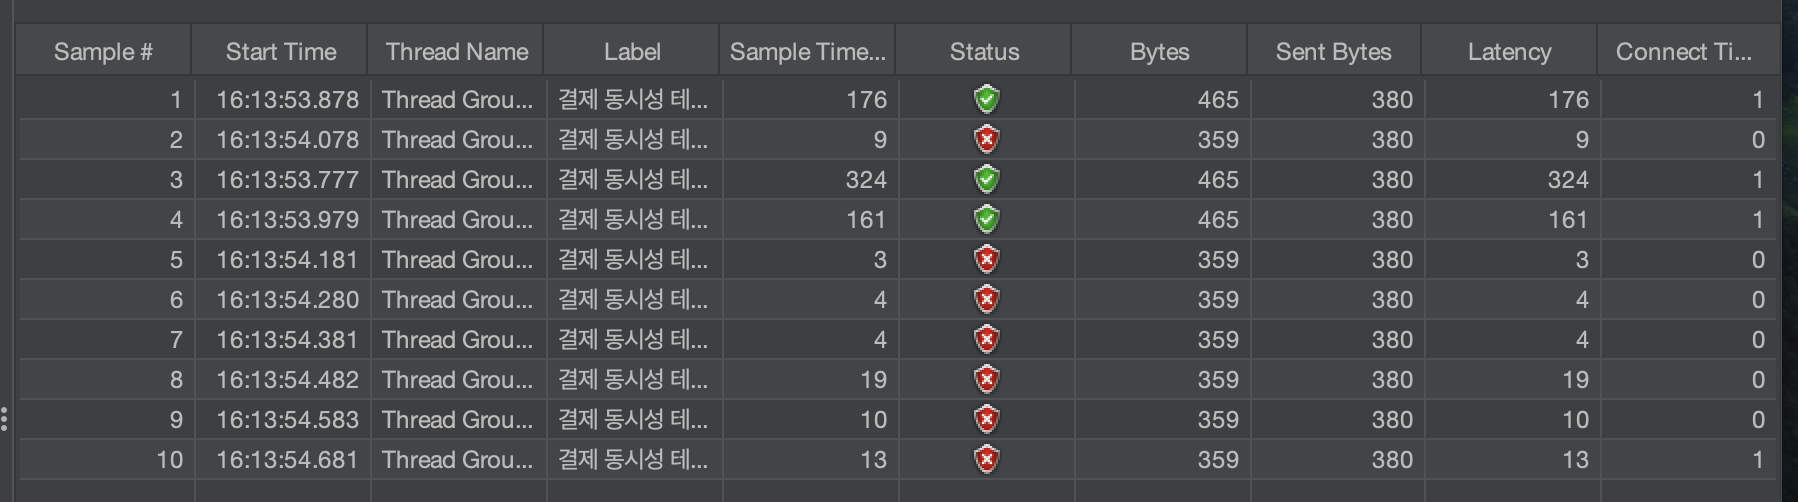 Sample # Start Time Thread Name Label Sample Time... Status Bytes Sent Bytes Latency Connect Ti...
1 16:13:53.878 Thread Grou... 결제 동시성 테... 176 465 380 176 1
2 16:13:54.078 Thread Grou... 결제 동시성 테... 9 359 380 9 0
3 16:13:53.777 Thread Grou... 결제 동시성 테... 324 465 380 324 1
4 16:13:53.979 Thread Grou... 결제 동시성 테... 161 465 380 161 1
5 16:13:54.181 Thread Grou... 결제 동시성 테... 3 359 380 3 0
6 16:13:54.280 Thread Grou... 결제 동시성 테... 4 359 380 4 0
7 16:13:54.381 Thread Grou... 결제 동시성 테... 4 359 380 4 0
8 16:13:54.482 Thread Grou... 결제 동시성 테... 19 359 380 19 0
9 16:13:54.583 Thread Grou... 결제 동시성 테... 10 359 380 10 0
10 16:13:54.681 Thread Grou... 결제 동시성 테... 13 359 380 13 1